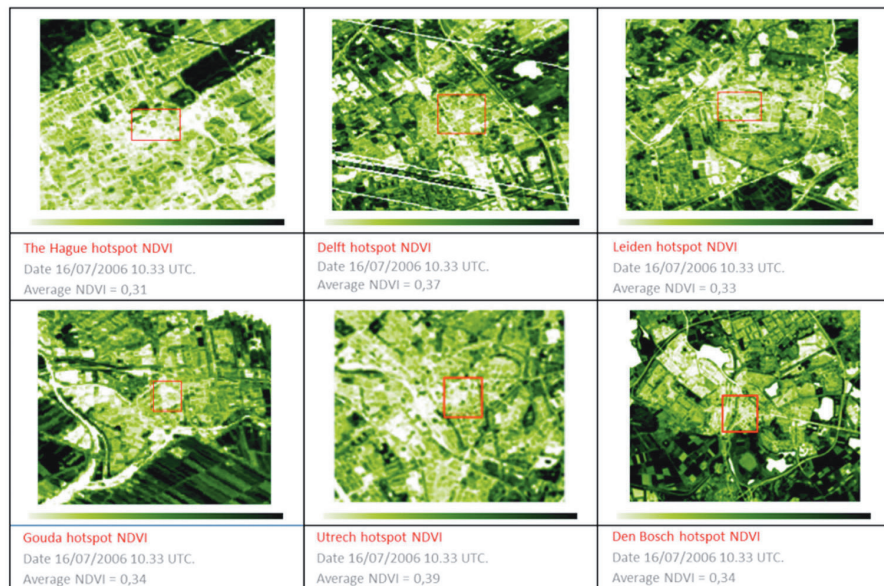 The Hague hotspot NDVI
Date 16/07/2006 10.33 UTC.
Average NDVI = 0,31
Delft hotspot NDVI
Date 16/07/2006 10.33 UTC.
Average NDVI = 0,37
Leiden hotspot NDVI
Date 16/07/2006 10.33 UTC.
Average NDVI = 0,33
Gouda hotspot NDVI
Date 16/07/2006 10.33 UTC.
Average NDVI = 0,34
Utrech hotspot NDVI
Date 16/07/2006 10.33 UTC.
Average NDVI = 0,39
Den Bosch hotspot NDVI
Date 16/07/2006 10.33 UTC.
Average NDVI = 0,34